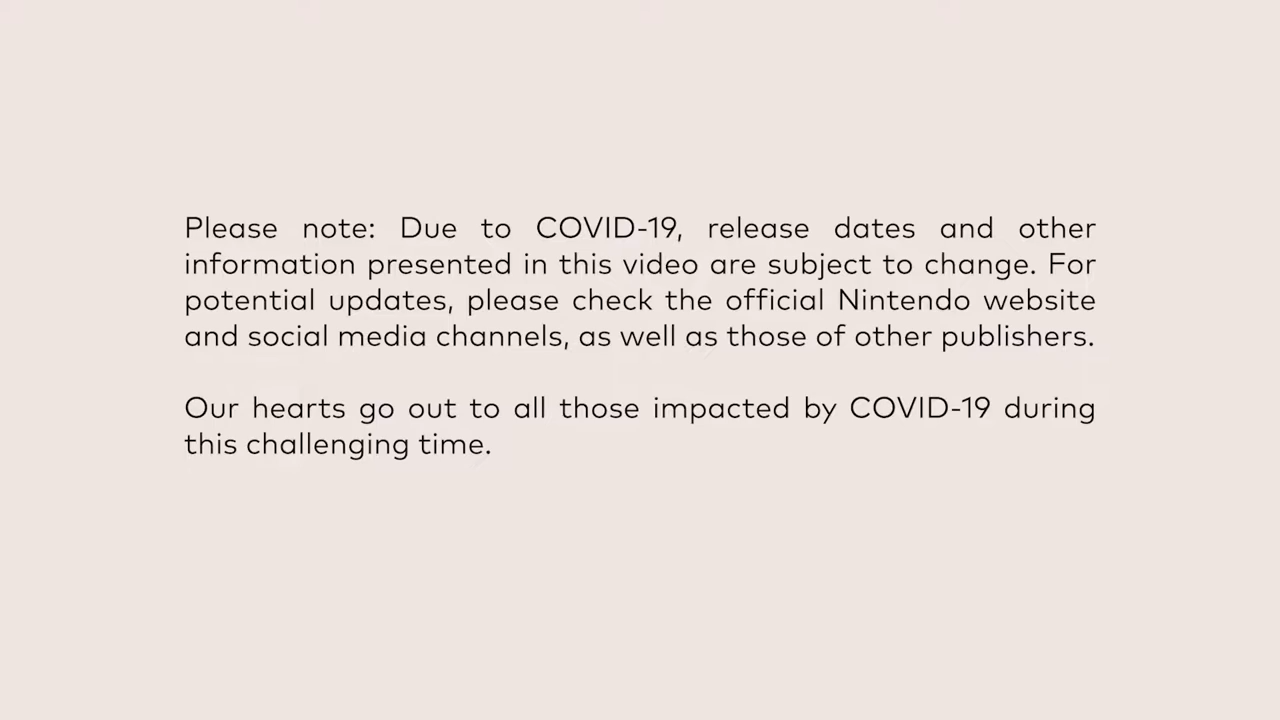 Please note: Due to COVID-19, release dates and other
information presented in this video are subject to change. For
potential updates, please check the official Nintendo website
and social media channels, as well as those of other publishers.
Our hearts go out to all those impacted by COVID-19 during
this challenging time.